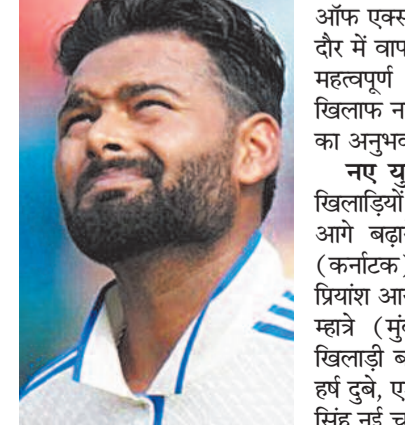 ऑफ एक्स
दौर में वाप
महत्वपूर्ण
खिलाफ न
का अनुभव
नए यु
खिलाड़ियों
आगे बढ़ा
(कर्नाटक)
प्रियांश आ
म्हात्रे (मुं
खिलाड़ी ब
हर्ष दुबे, ए
सिंह नई च